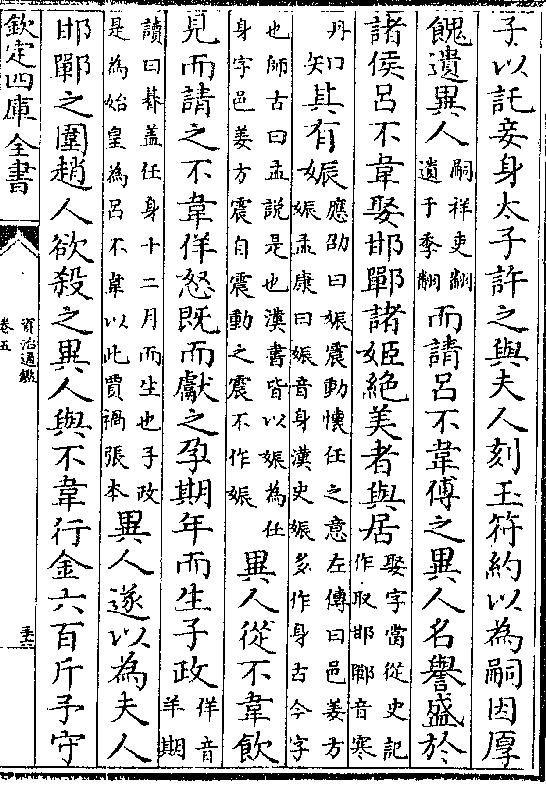 子以託妾身太子許之與夫人刻玉符約以為嗣因厚
餽遺異人嗣祥吏翻遺于季翻而請呂不韋傅之異人名譽盛於
諸侯呂不韋娶邯鄲諸姬絶美者與居娶字當從史記作取邯鄲音寒
丹知其有娠應劭曰娠震動懷任之意左傳曰邑姜方娠孟康曰娠音身漢史娠多作身古今字
也師古曰孟說是也漢書皆以娠為任身字邑姜方震自震動之震不作娠異人從不韋飲
見而請之不韋佯怒既而獻之孕期年而生子政佯音羊期
讀曰朞盖任身十二月而生也子政是為始皇為呂不韋以此賈禍張本異人遂以為夫人
邯鄲之圍趙人欲殺之異人與不韋行金六百斤予守
欽定四庫全書
資治通鑑
卷五